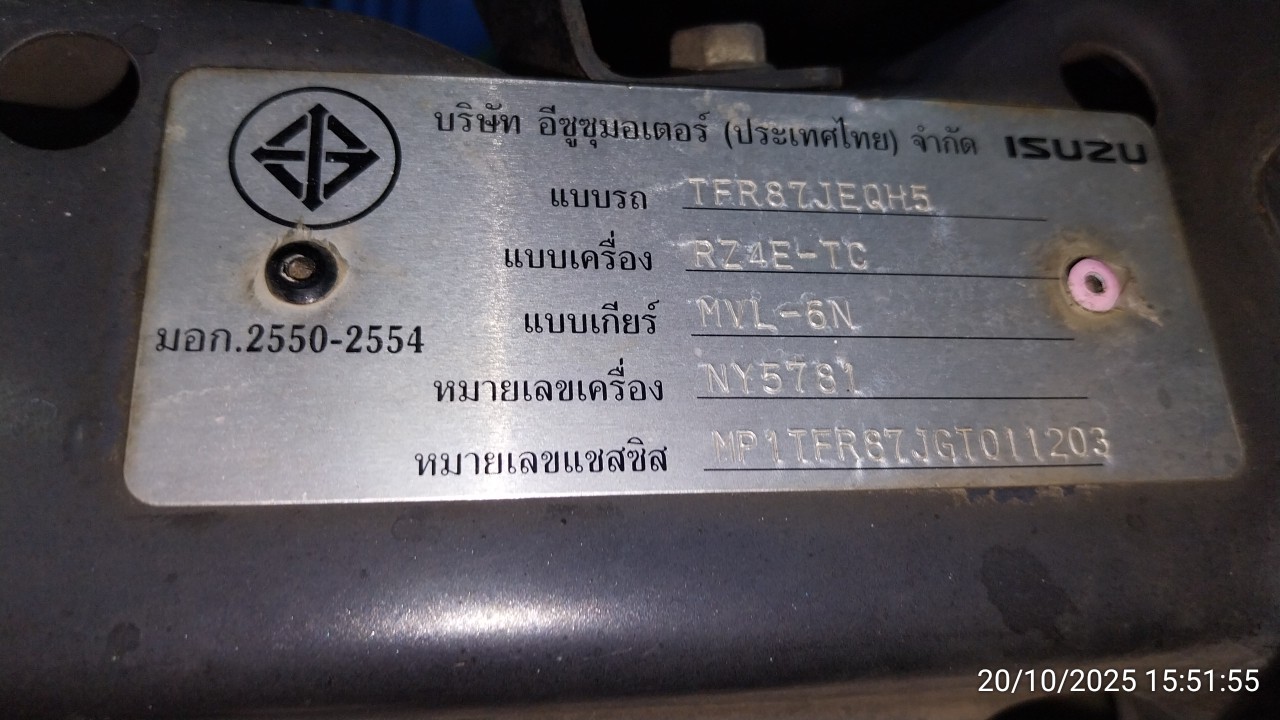 บริษัท อีซูซุมอเตอร์ (ประเทศไทย) จำกัด ISUZU
แบบรถ TFR87JEQH5
แบบเครื่อง RZ4E-TC
แบบเกียร์ MVL-6N
มอก.2550-2554
หมายเลขเครื่อง NY5781
หมายเลขแชสซิส MP1TFR87JGT011203
20/10/2025 15:51:55